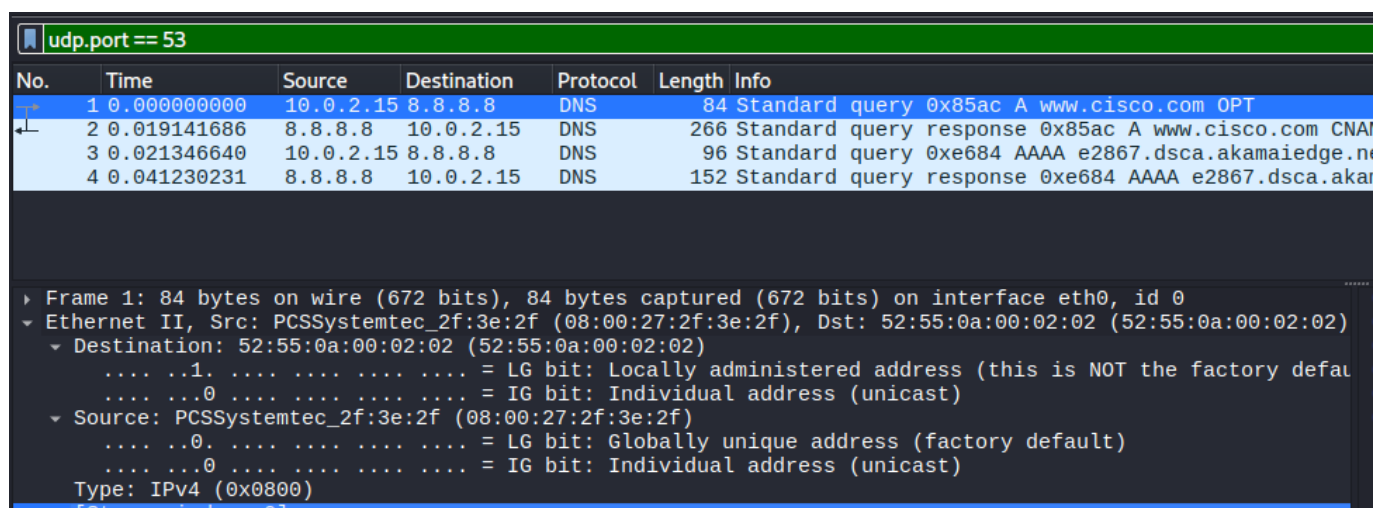 udp.port == 53
No. Time Source Destination Protocol Length Info
1 0.000000000 10.0.2.15 8.8.8.8 DNS 84 Standard query 0x85ac A www.cisco.com OPT
2 0.019141686 8.8.8.8 10.0.2.15 DNS 266 Standard query response 0x85ac A www.cisco.com CNA
3 0.021346640 10.0.2.15 8.8.8.8 DNS 96 Standard query 0xe684 AAAA e2867.dsca.akamaiedge.ne
4 0.041230231 8.8.8.8 10.0.2.15 DNS 152 Standard query response 0xe684 AAAA e2867.dsca.aka
Frame 1: 84 bytes on wire (672 bits), 84 bytes captured (672 bits) on interface eth0, id 0
Ethernet II, Src: PCSSystemtec_2f:3e:2f (08:00:27:2f:3e:2f), Dst: 52:55:0a:00:02:02 (52:55:0a:00:02:02)
Destination: 52:55:0a:00:02:02 (52:55:0a:00:02:02)
.... ..1. .... .... .... .... = LG bit: Locally administered address (this is NOT the factory defau
.... ...0 .... .... .... .... = IG bit: Individual address (unicast)
Source: PCSSystemtec_2f:3e:2f (08:00:27:2f:3e:2f)
.... ..0. .... .... .... .... = LG bit: Globally unique address (factory default)
.... ...0 .... .... .... .... = IG bit: Individual address (unicast)
Type: IPv4 (0x0800)